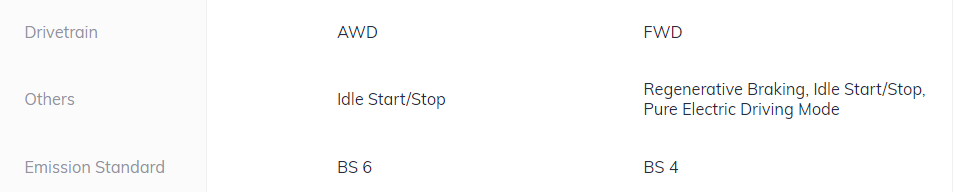 Drivetrain AWD FWD
Others Idle Start/Stop Regenerative Braking, Idle Start/Stop,
Pure Electric Driving Mode
Emission Standard BS 6 BS 4